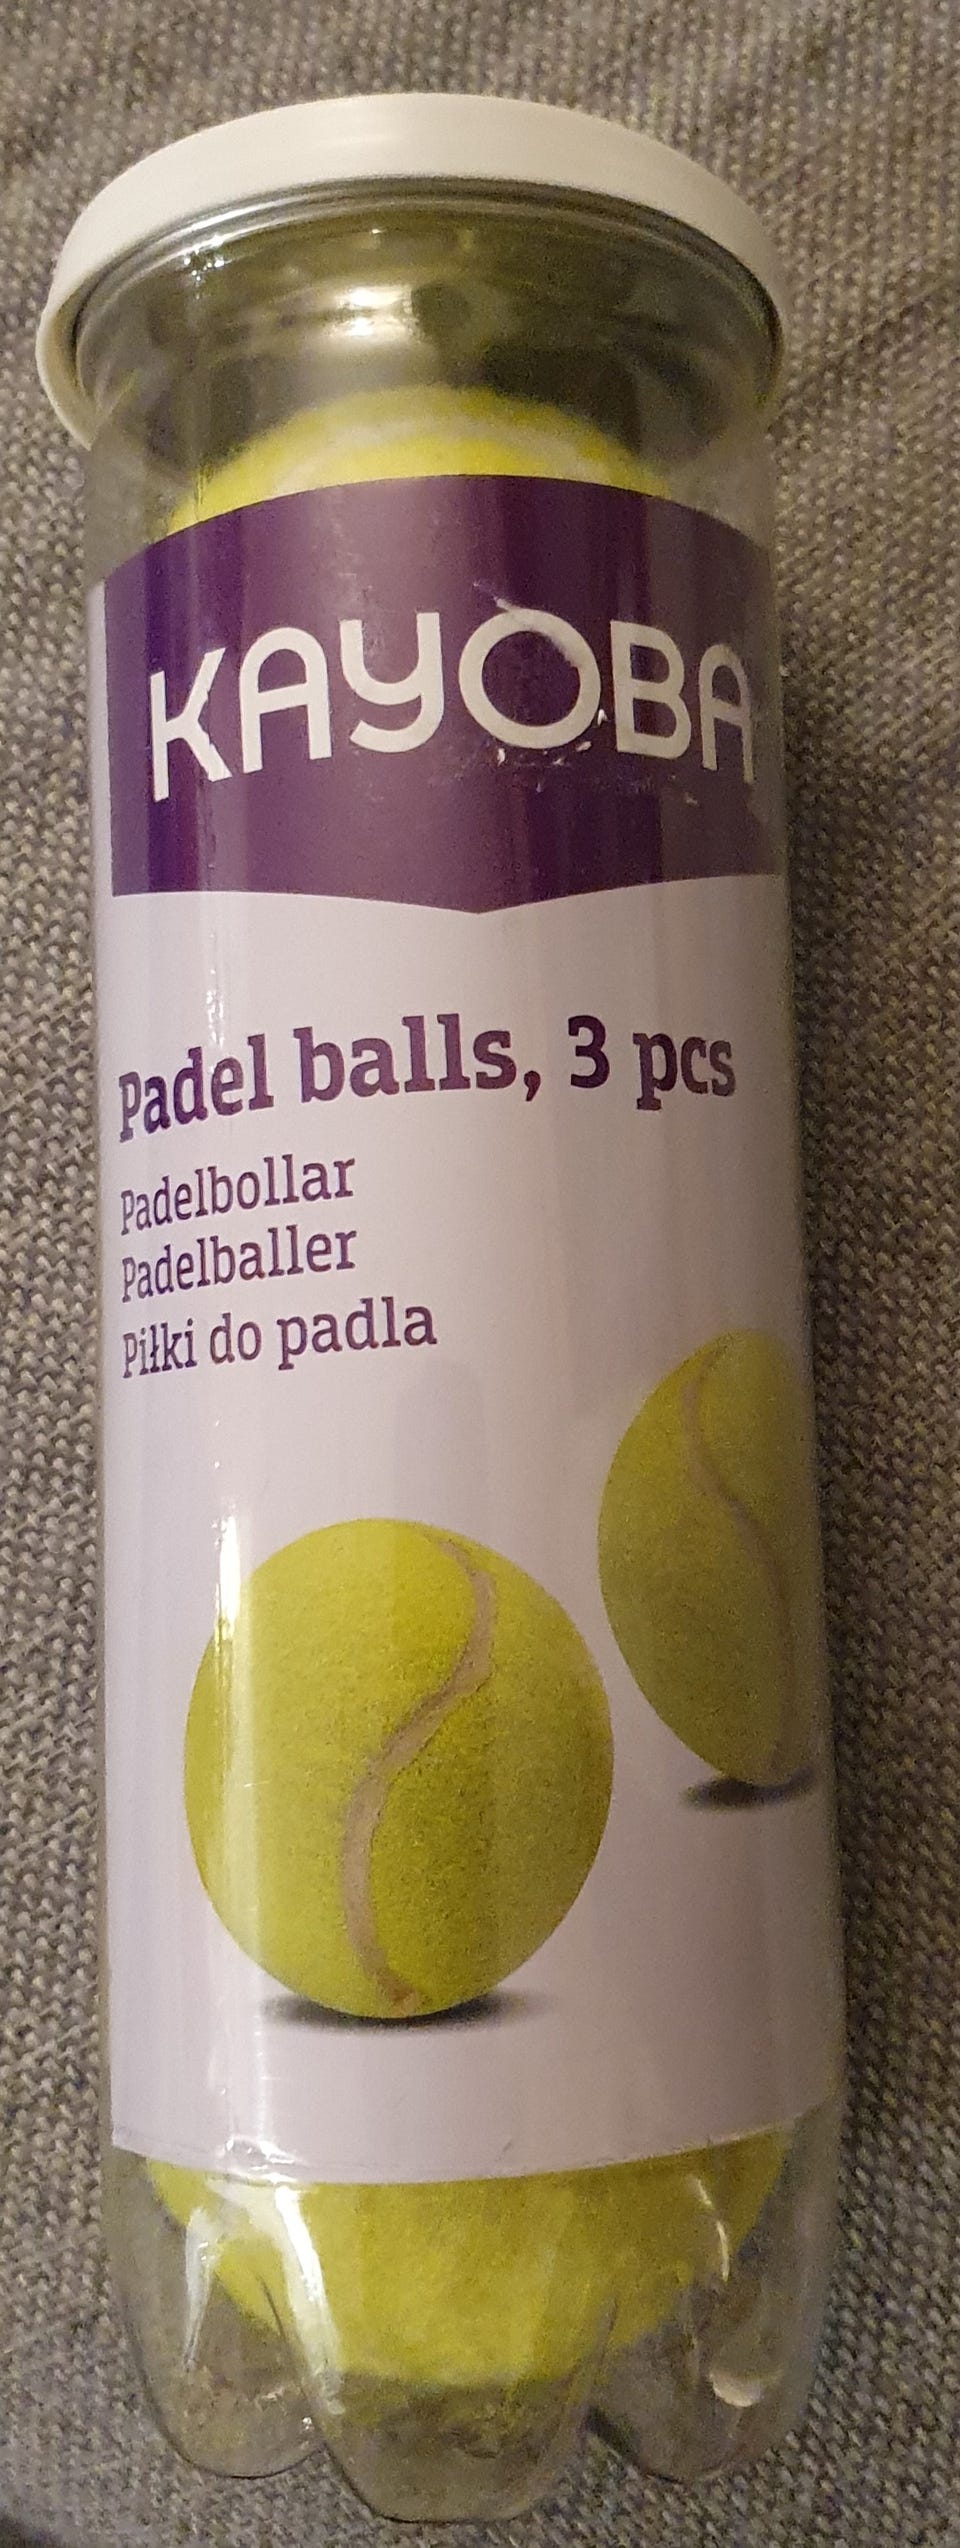 KAYOBA
Padel balls, 3 pcs
Padelbollar
Padelballer
Piłki do padla